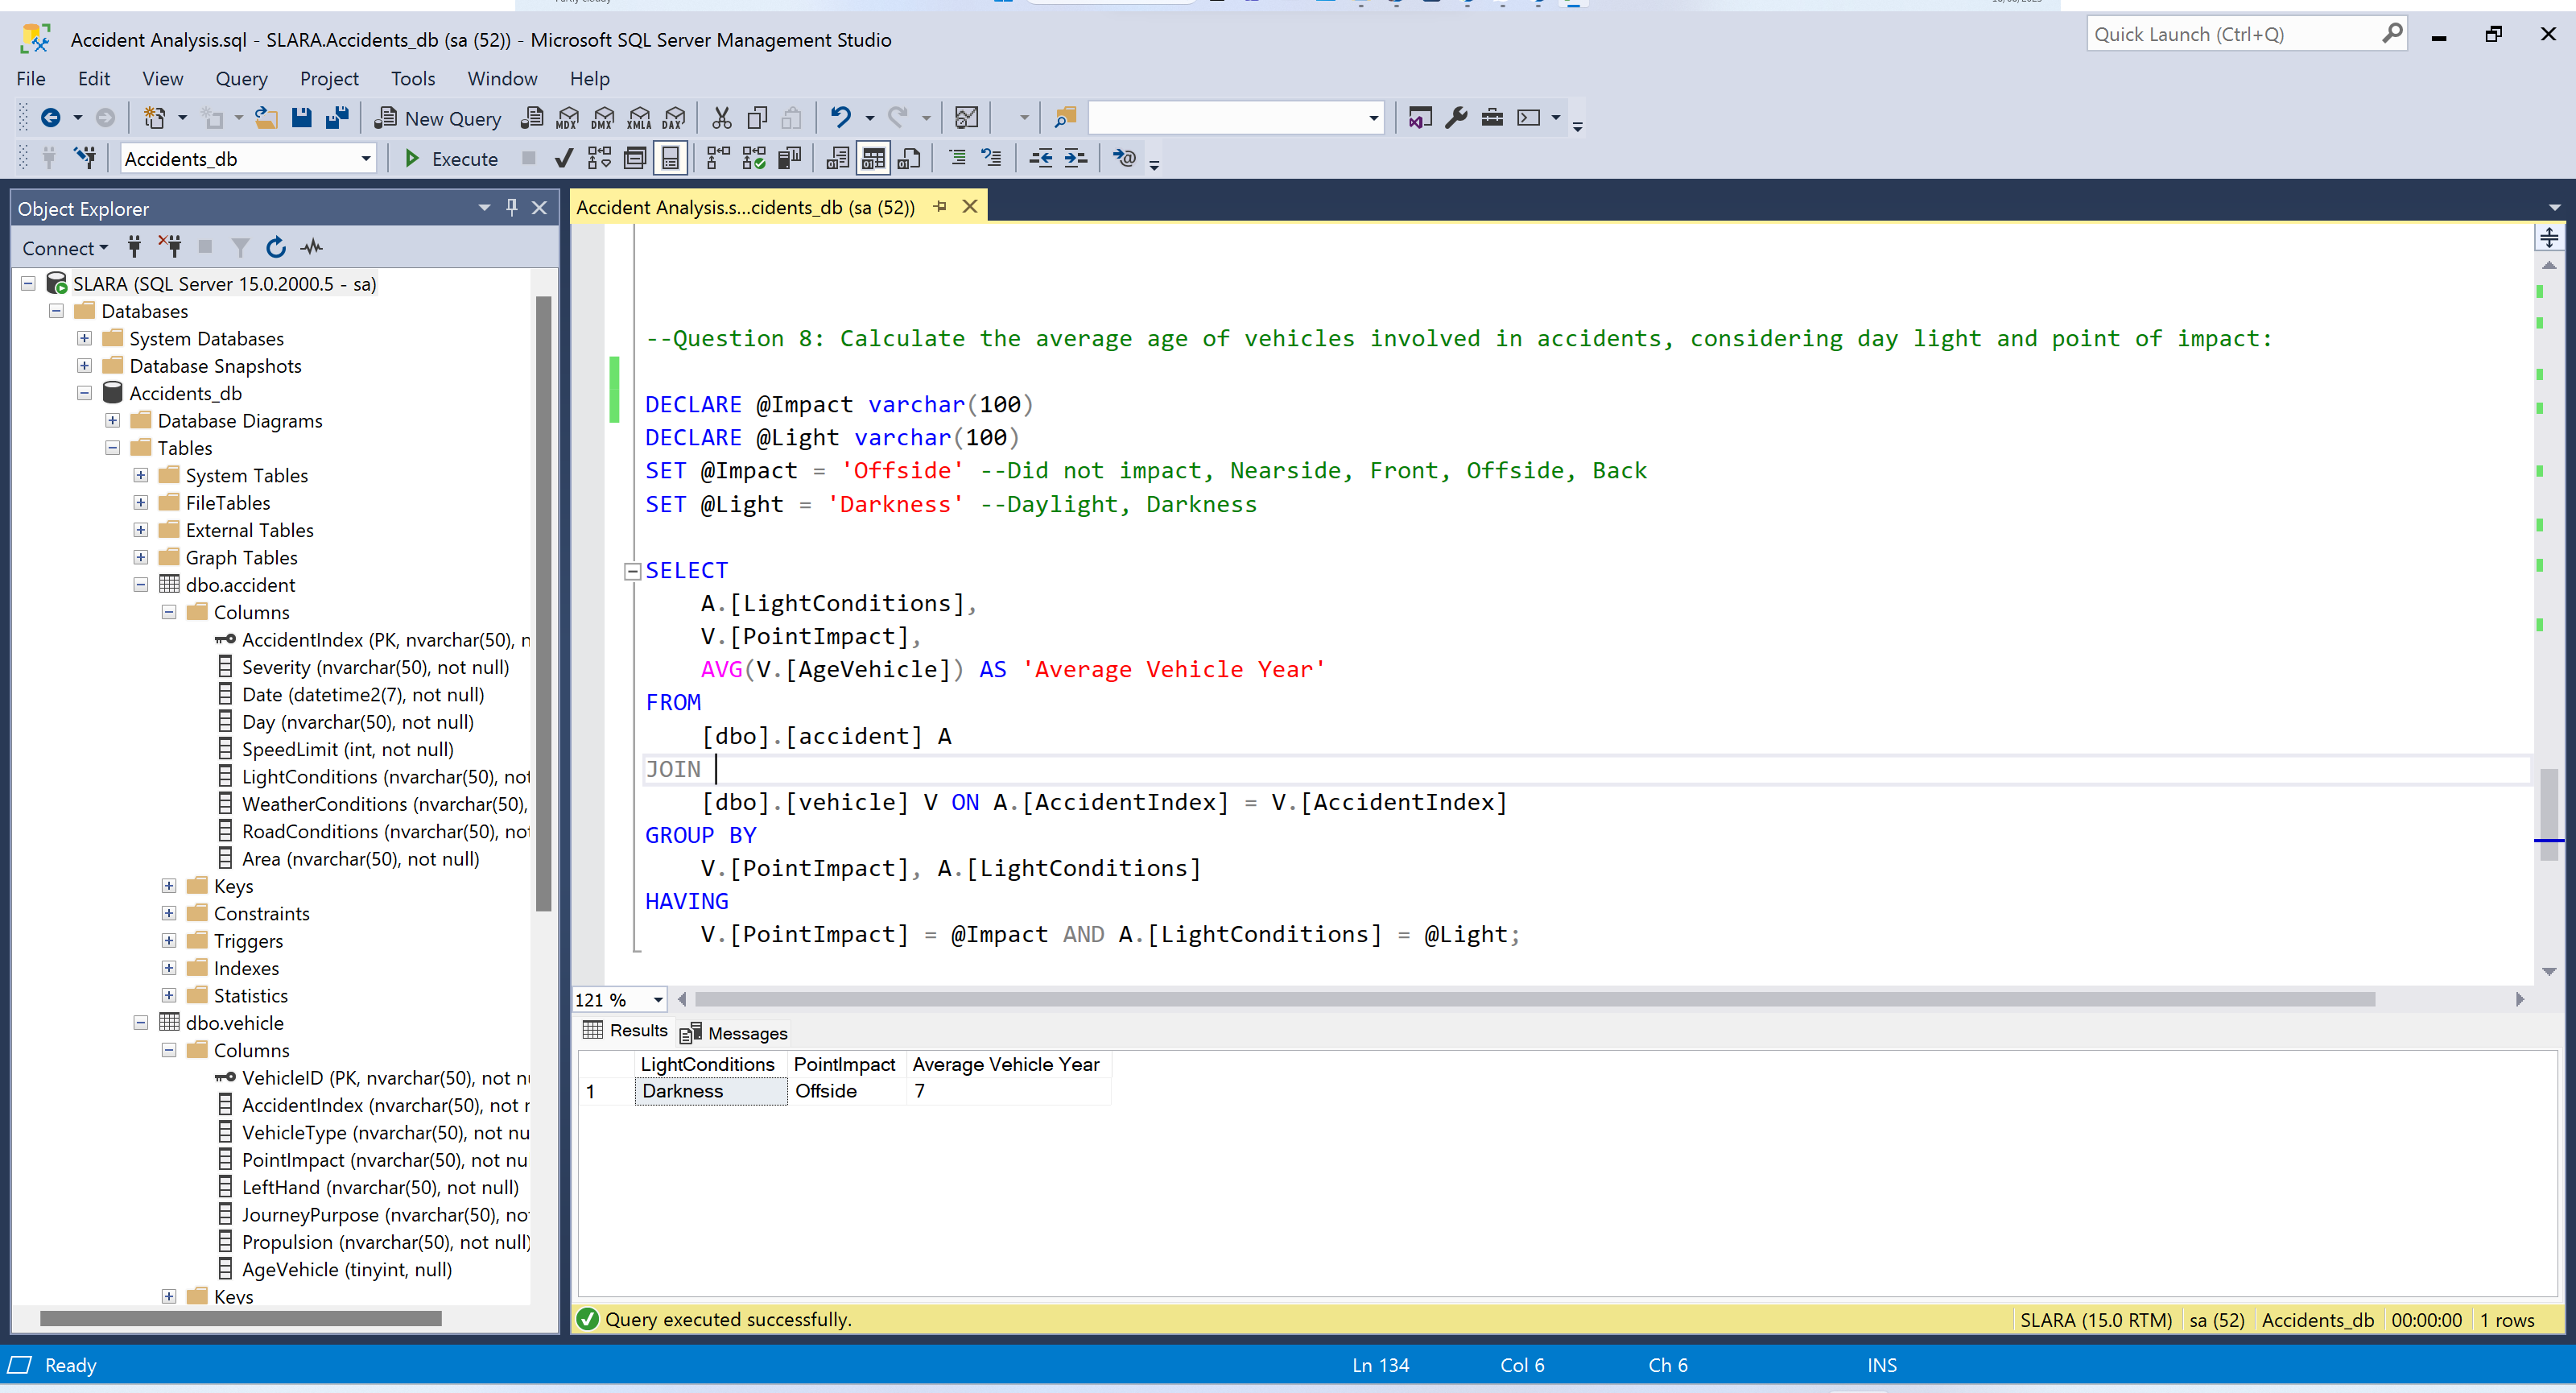 Accident Analysis.sql - SLARA.Accidents_db (sa (52)) - Microsoft SQL Server Management Studio
Quick Launch (Ctrl+Q)
File Edit View Query Project Tools Window Help
New Query MDX DMX XMLA DAX
Accidents_db Execute
Object Explorer
Connect
SLARA (SQL Server 15.0.2000.5 - sa)
Databases
System Databases
Database Snapshots
Accidents_db
Database Diagrams
Tables
System Tables
FileTables
External Tables
Graph Tables
dbo.accident
Columns
AccidentIndex (PK, nvarchar(50), n
Severity (nvarchar(50), not null)
Date (datetime2(7), not null)
Day (nvarchar(50), not null)
SpeedLimit (int, not null)
LightConditions (nvarchar(50), not
WeatherConditions (nvarchar(50),
RoadConditions (nvarchar(50), not
Area (nvarchar(50), not null)
Keys
Constraints
Triggers
Indexes
Statistics
dbo.vehicle
Columns
VehicleID (PK, nvarchar(50), not nu
AccidentIndex (nvarchar(50), not r
VehicleType (nvarchar(50), not nu
PointImpact (nvarchar(50), not nu
LeftHand (nvarchar(50), not null)
JourneyPurpose (nvarchar(50), no
Propulsion (nvarchar(50), not null)
AgeVehicle (tinyint, null)
Keys
Accident Analysis.s...cidents_db (sa (52))
--Question 8: Calculate the average age of vehicles involved in accidents, considering day light and point of impact:
DECLARE @Impact varchar(100)
DECLARE @Light varchar(100)
SET @Impact = 'Offside' --Did not impact, Nearside, Front, Offside, Back
SET @Light = 'Darkness' --Daylight, Darkness
SELECT
A.[LightConditions],
V.[PointImpact],
AVG(V.[AgeVehicle]) AS 'Average Vehicle Year'
FROM
[dbo].[accident] A
JOIN
[dbo].[vehicle] V ON A.[AccidentIndex] = V.[AccidentIndex]
GROUP BY
V.[PointImpact], A.[LightConditions]
HAVING
V.[PointImpact] = @Impact AND A.[LightConditions] = @Light;
121 %
Results Messages
LightConditions PointImpact Average Vehicle Year
1 Darkness Offside 7
Query executed successfully. SLARA (15.0 RTM) sa (52) Accidents_db 00:00:00 1 rows
Ready Ln 134 Col 6 Ch 6 INS